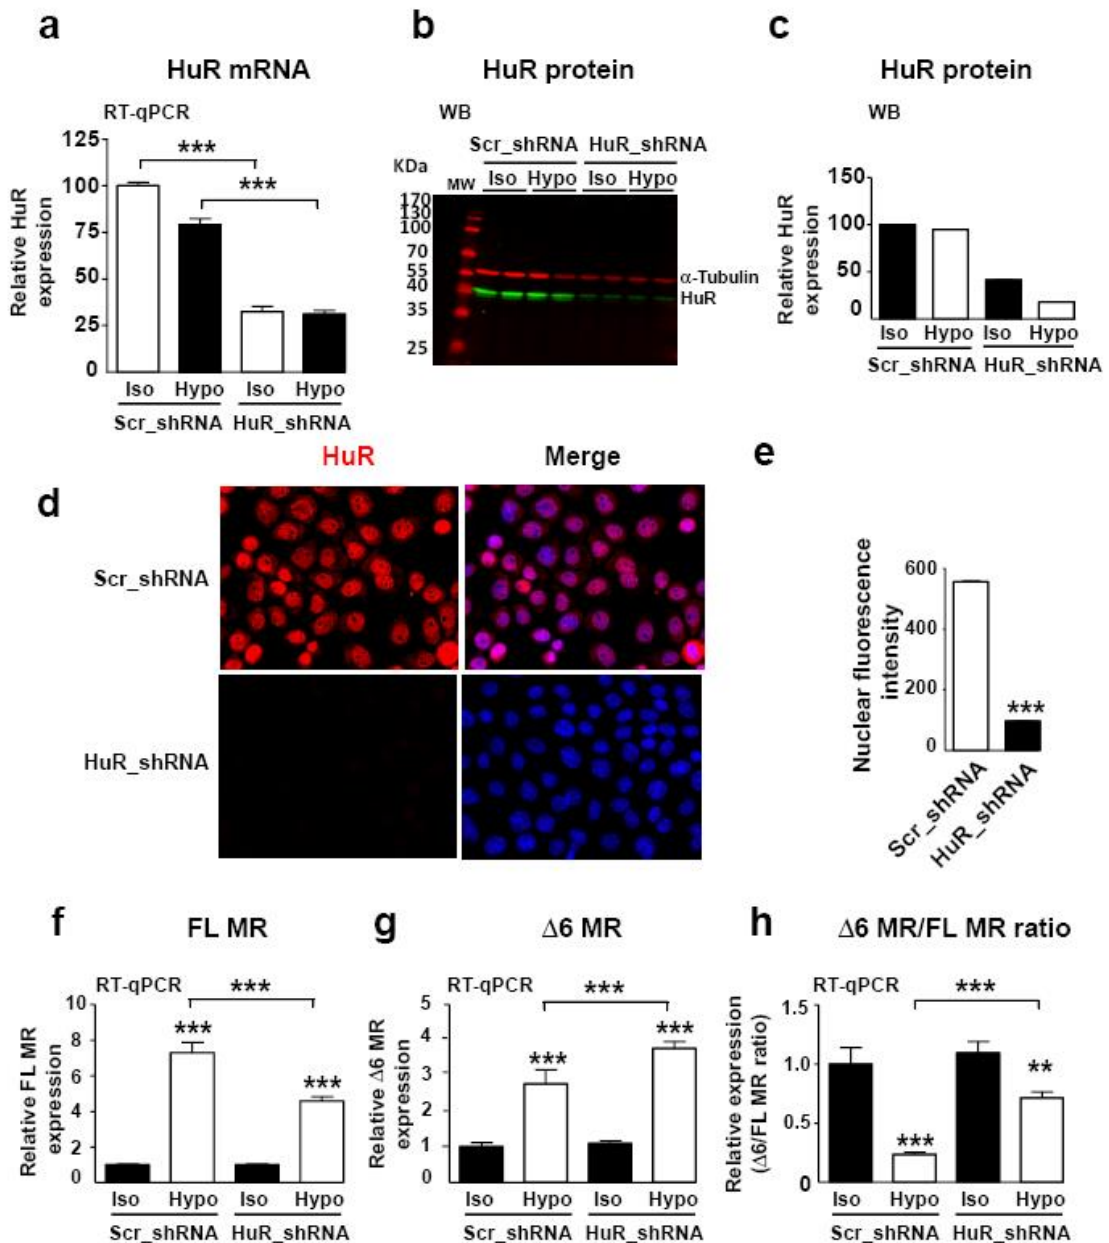 a
HuR mRNA
RT-qPCR
Relative HuR
expression
125
100
75
50
25
0
***
***
Iso Hypo Iso Hypo
Scr_shRNA HuR_shRNA
b
HuR protein
WB
Scr_shRNA HuR_shRNA
KDa
MW
Iso Hypo Iso Hypo
170
130
100
70
55
40
35
25
α-Tubulin
HuR
c
HuR protein
WB
Relative HuR
expression
150
100
50
0
Iso Hypo Iso Hypo
Scr_shRNA HuR_shRNA
d
HuR Merge
Scr_shRNA
HuR_shRNA
e
Nuclear fluorescence
intensity
600
400
200
0
***
Scr_shRNA
HuR_shRNA
f
FL MR
RT-qPCR
Relative FL MR
expression
10
8
6
4
2
0
***
***
***
Iso Hypo Iso Hypo
Scr_shRNA HuR_shRNA
g
Δ6 MR
RT-qPCR
Relative Δ6 MR
expression
5
4
3
2
1
0
***
***
***
Iso Hypo Iso Hypo
Scr_shRNA HuR_shRNA
h
Δ6 MR/FL MR ratio
RT-qPCR
Relative expression
(Δ6/FL MR ratio)
1.5
1.0
0.5
0
***
**
***
Iso Hypo Iso Hypo
Scr_shRNA HuR_shRNA